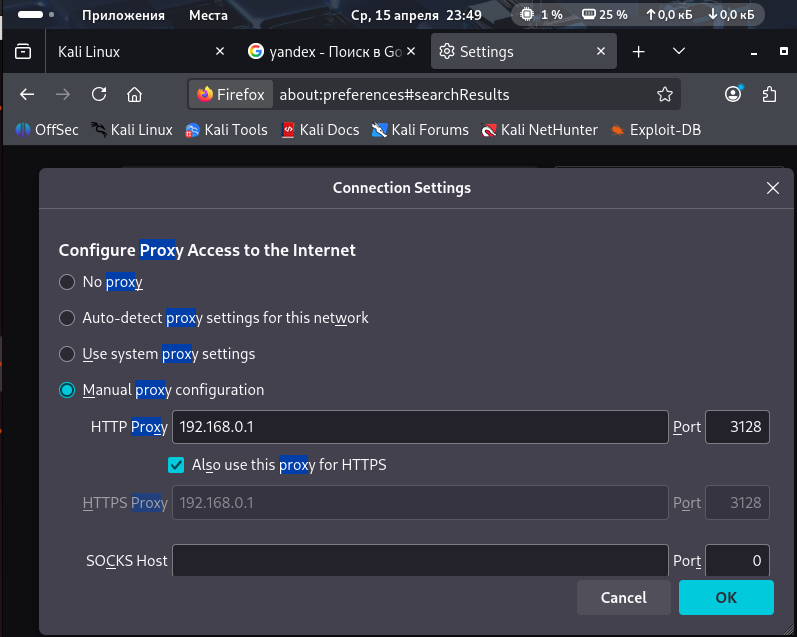 Приложения Места Ср, 15 апреля 23:49 1 % 25 % 0,0 кБ 0,0 кБ
Kali Linux yandex - Поиск в Go Settings
Firefox about:preferences#searchResults
OffSec Kali Linux Kali Tools Kali Docs Kali Forums Kali NetHunter Exploit-DB
Connection Settings
Configure Proxy Access to the Internet
No proxy
Auto-detect proxy settings for this network
Use system proxy settings
Manual proxy configuration
HTTP Proxy 192.168.0.1 Port 3128
Also use this proxy for HTTPS
HTTPS Proxy 192.168.0.1 Port 3128
SOCKS Host Port 0
Cancel OK